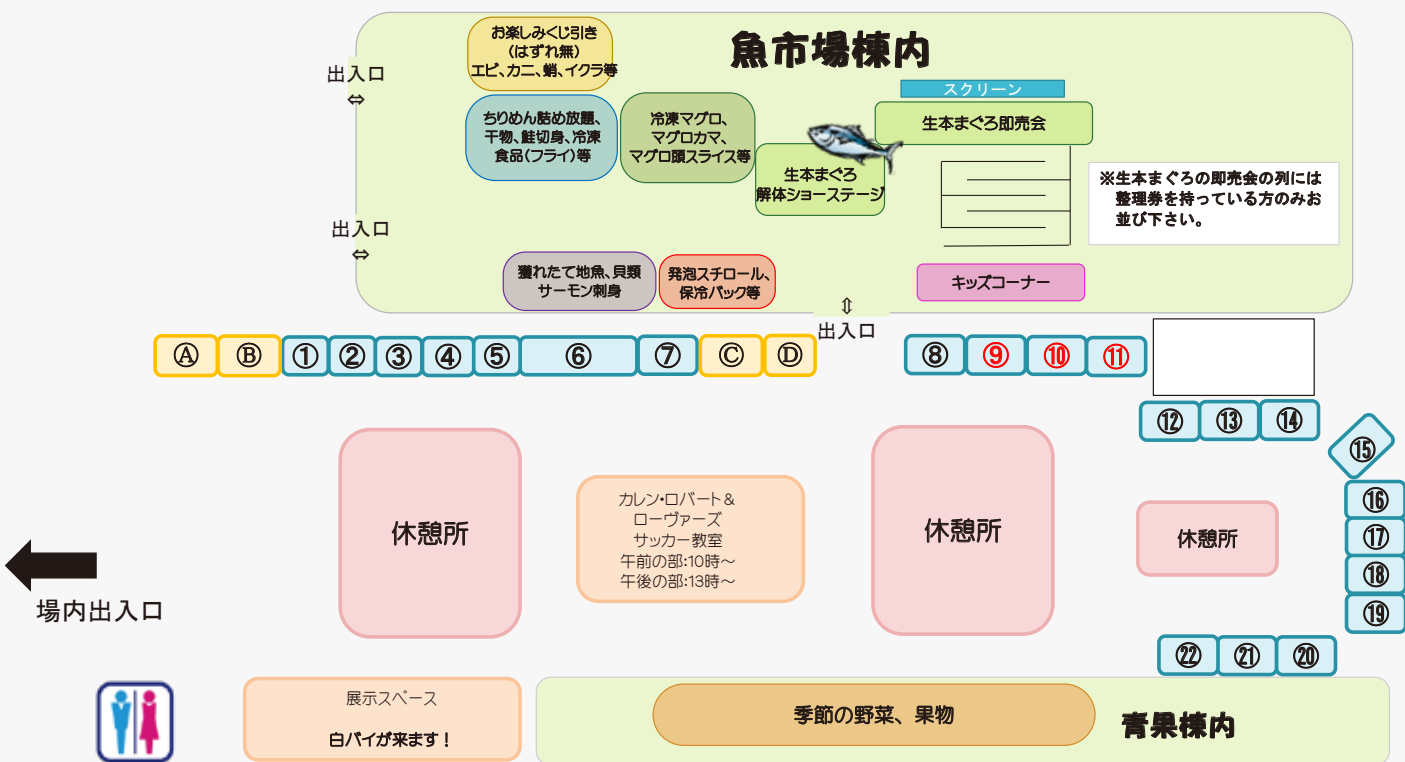 魚市場棟内
お楽しみくじ引き
(はずれ無)
エビ、カニ、蛸、イクラ等
出入口
⇔
スクリーン
ちりめん詰め放題、
干物、鮭切身、冷凍
食品(フライ)等
冷凍マグロ、
マグロカマ、
マグロ頭スライス等
生本まぐろ即売会
生本まぐろ
解体ショーステージ
※生本まぐろの即売会の列には
整理券を持っている方のみお
並び下さい。
出入口
⇔
獲れたて地魚、貝類
サーモン刺身
発泡スチロール、
保冷パック等
キッズコーナー
⇕
出入口
Ⓐ Ⓑ ① ② ③ ④ ⑤ ⑥ ⑦ Ⓒ Ⓓ ⑧ ⑨ ⑩ ⑪
⑫ ⑬ ⑭
⑮
⑯
⑰
⑱
⑲
休憩所
カレン・ロバート&
ローヴァーズ
サッカー教室
午前の部:10時~
午後の部:13時~
休憩所
休憩所
場内出入口
㉒ ㉑ ⑳
展示スペース
白バイが来ます!
季節の野菜、果物
青果棟内